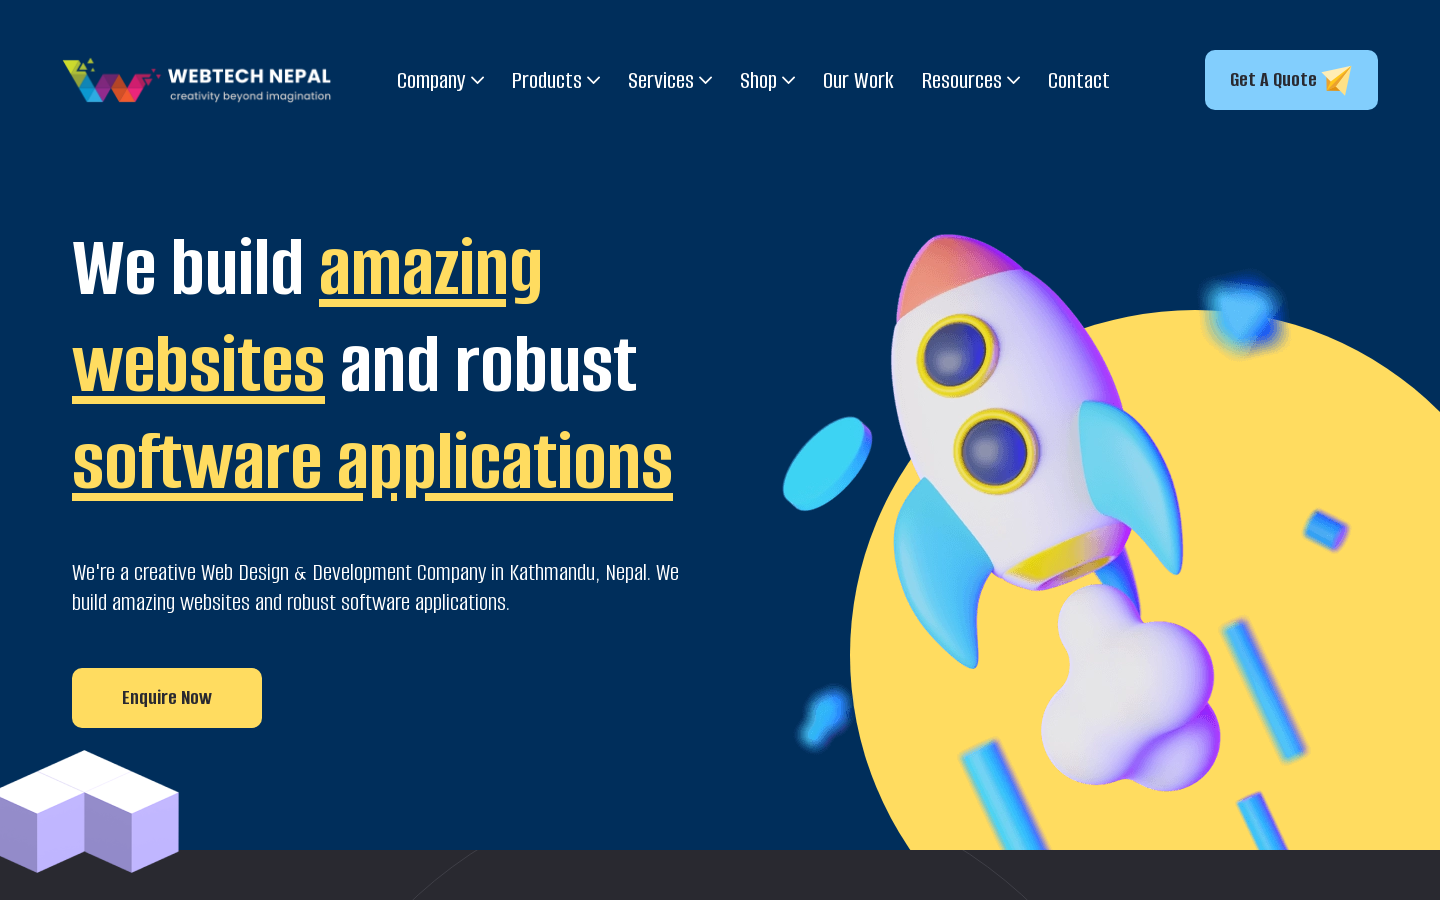 WEBTECH NEPAL
creativity beyond imagination
Company Products Services Shop Our Work Resources Contact
Get A Quote
We build amazing
websites and robust
software applications
We're a creative Web Design & Development Company in Kathmandu, Nepal. We
build amazing websites and robust software applications.
Enquire Now